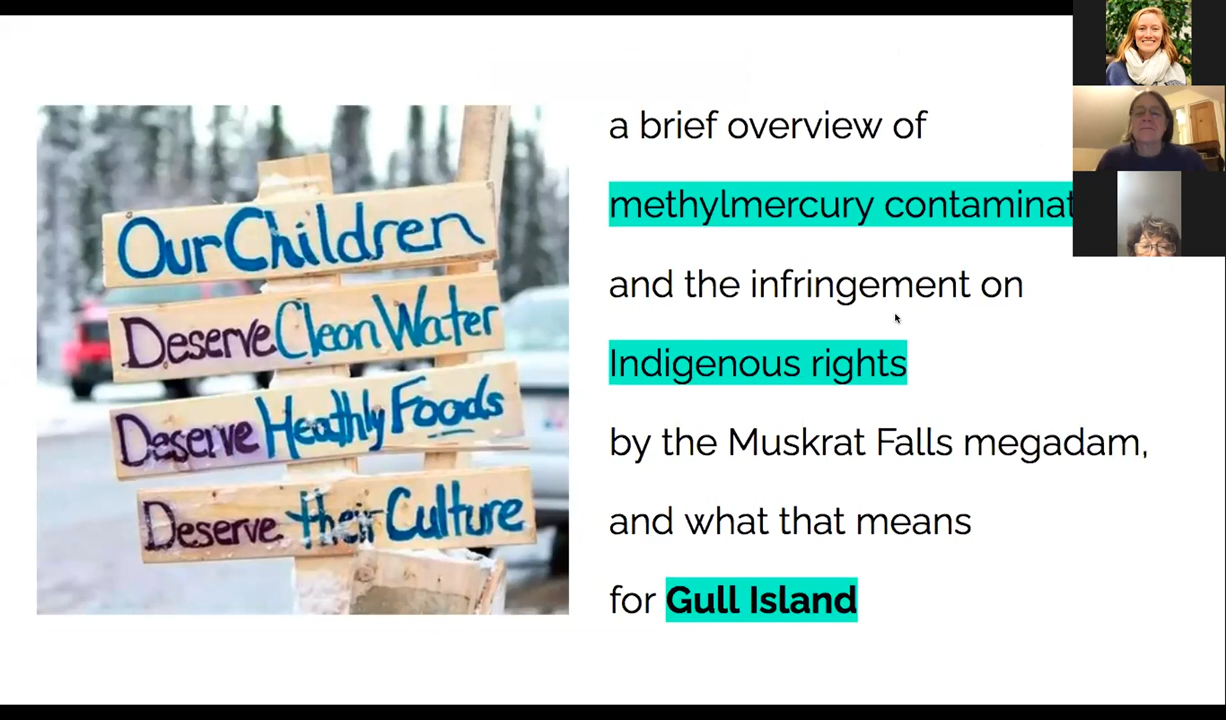 Our Children
Deserve Clean Water
Deserve Heathly Foods
Deserve their Culture
a brief overview of
methylmercury contaminat
and the infringement on
Indigenous rights
by the Muskrat Falls megadam,
and what that means
for Gull Island